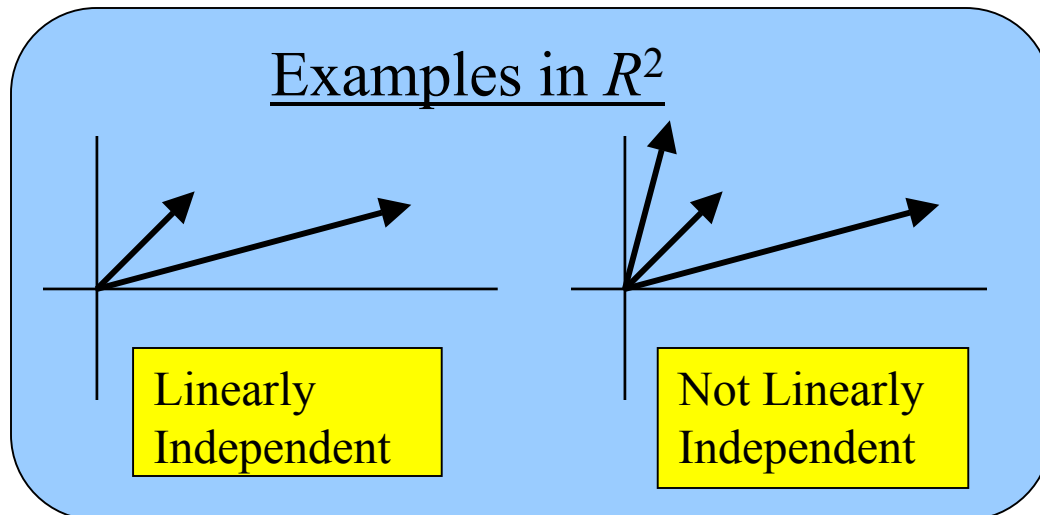 Examples in R²
Linearly
Independent
Not Linearly
Independent